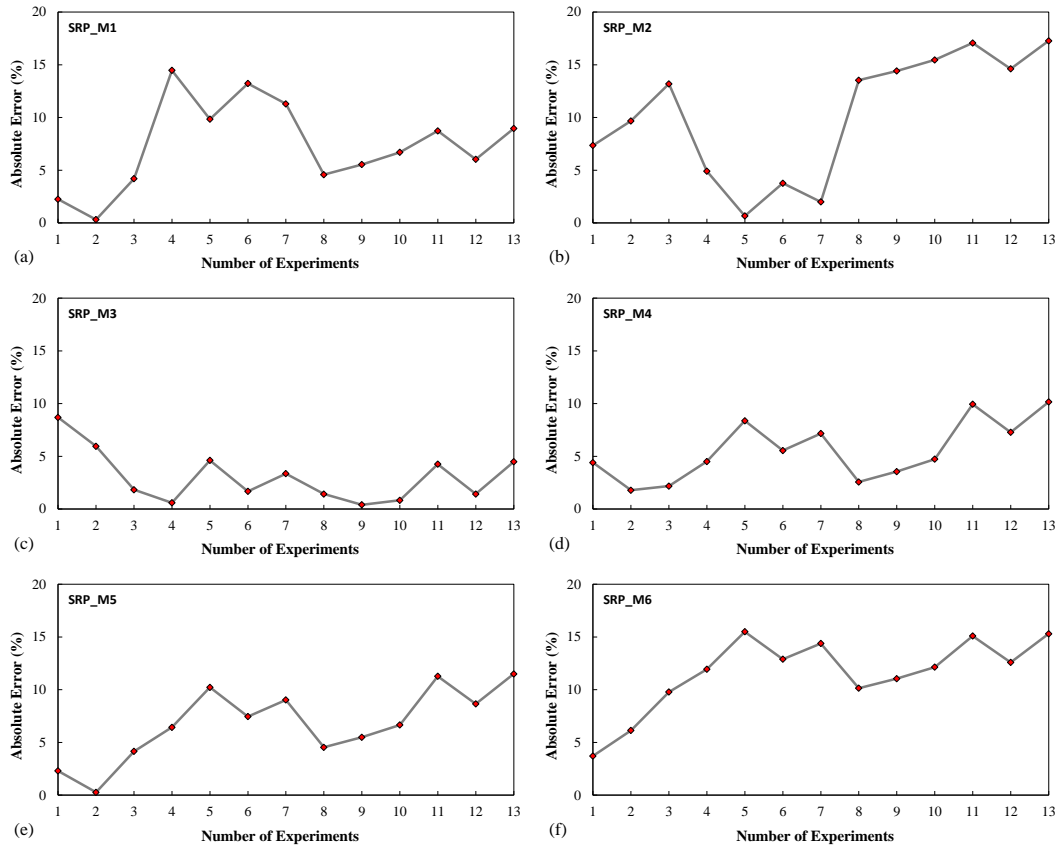 SRP_M1
Absolute Error (%)
20
15
10
5
0
1 2 3 4 5 6 7 8 9 10 11 12 13
(a)
Number of Experiments
SRP_M2
Absolute Error (%)
20
15
10
5
0
1 2 3 4 5 6 7 8 9 10 11 12 13
(b)
Number of Experiments
SRP_M3
Absolute Error (%)
20
15
10
5
0
1 2 3 4 5 6 7 8 9 10 11 12 13
(c)
Number of Experiments
SRP_M4
Absolute Error (%)
20
15
10
5
0
1 2 3 4 5 6 7 8 9 10 11 12 13
(d)
Number of Experiments
SRP_M5
Absolute Error (%)
20
15
10
5
0
1 2 3 4 5 6 7 8 9 10 11 12 13
(e)
Number of Experiments
SRP_M6
Absolute Error (%)
20
15
10
5
0
1 2 3 4 5 6 7 8 9 10 11 12 13
(f)
Number of Experiments